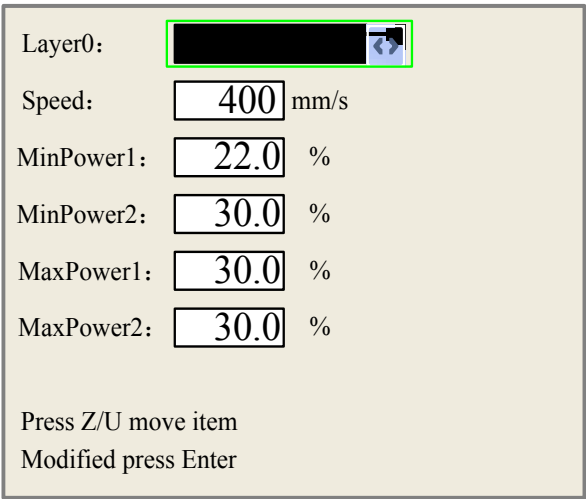 Layer0：
Speed： 400 mm/s
MinPower1： 22.0 %
MinPower2： 30.0 %
MaxPower1： 30.0 %
MaxPower2： 30.0 %
Press Z/U move item
Modified press Enter